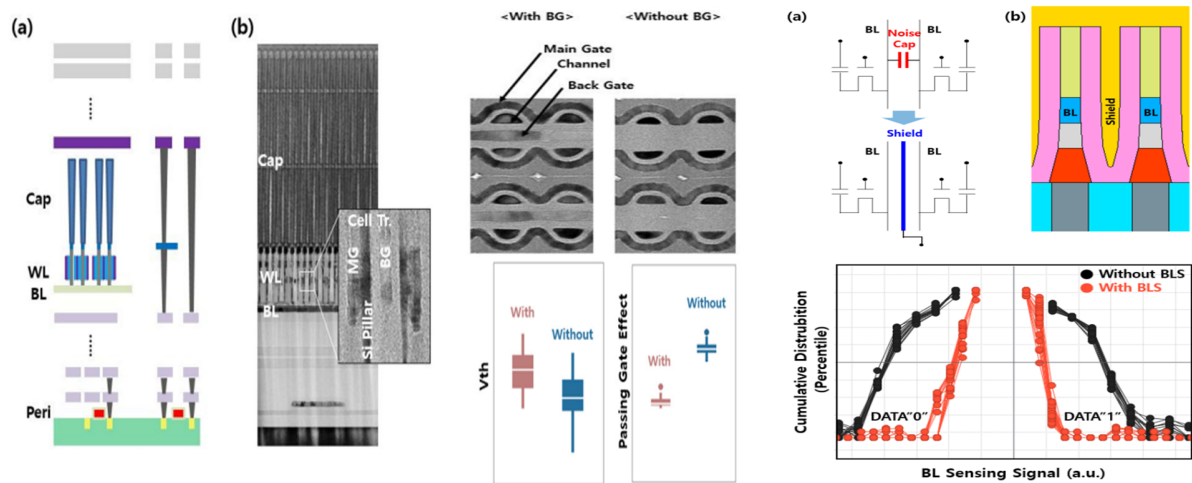 (a)
Cap
WL
BL
Peri
(b)
Cap
WL
BL
Cell Tr.
MG
BG
Si Pillar
<With BG>
<Without BG>
Main Gate
Channel
Back Gate
Vth
With
Without
Passing Gate Effect
With
Without
(a)
BL
Noise
Cap
BL
Shield
BL
BL
(b)
BL
Shield
BL
Cumulative Distrubition
(Percentile)
Without BLS
With BLS
DATA"0"
DATA"1"
BL Sensing Signal (a.u.)